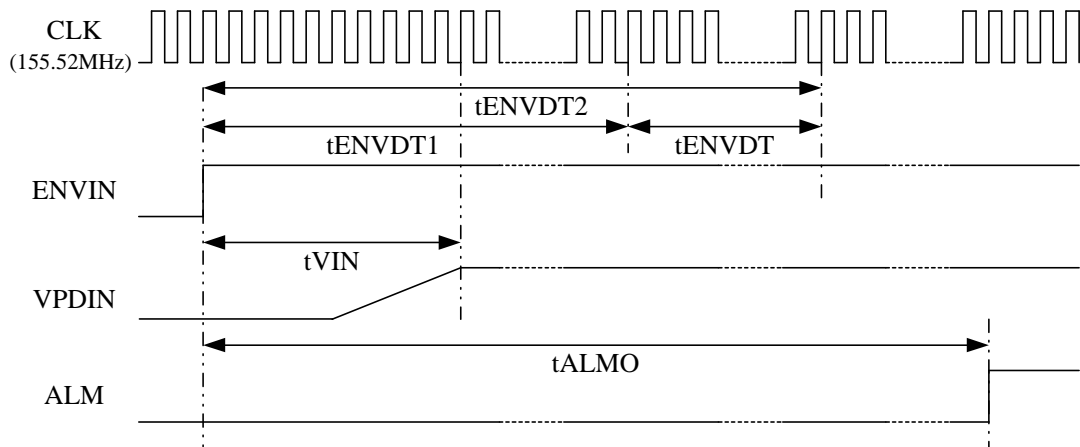 CLK
(155.52MHz)
tENVDT2
tENVDT1
tENVDT
ENVIN
tVIN
VPDIN
tALMO
ALM